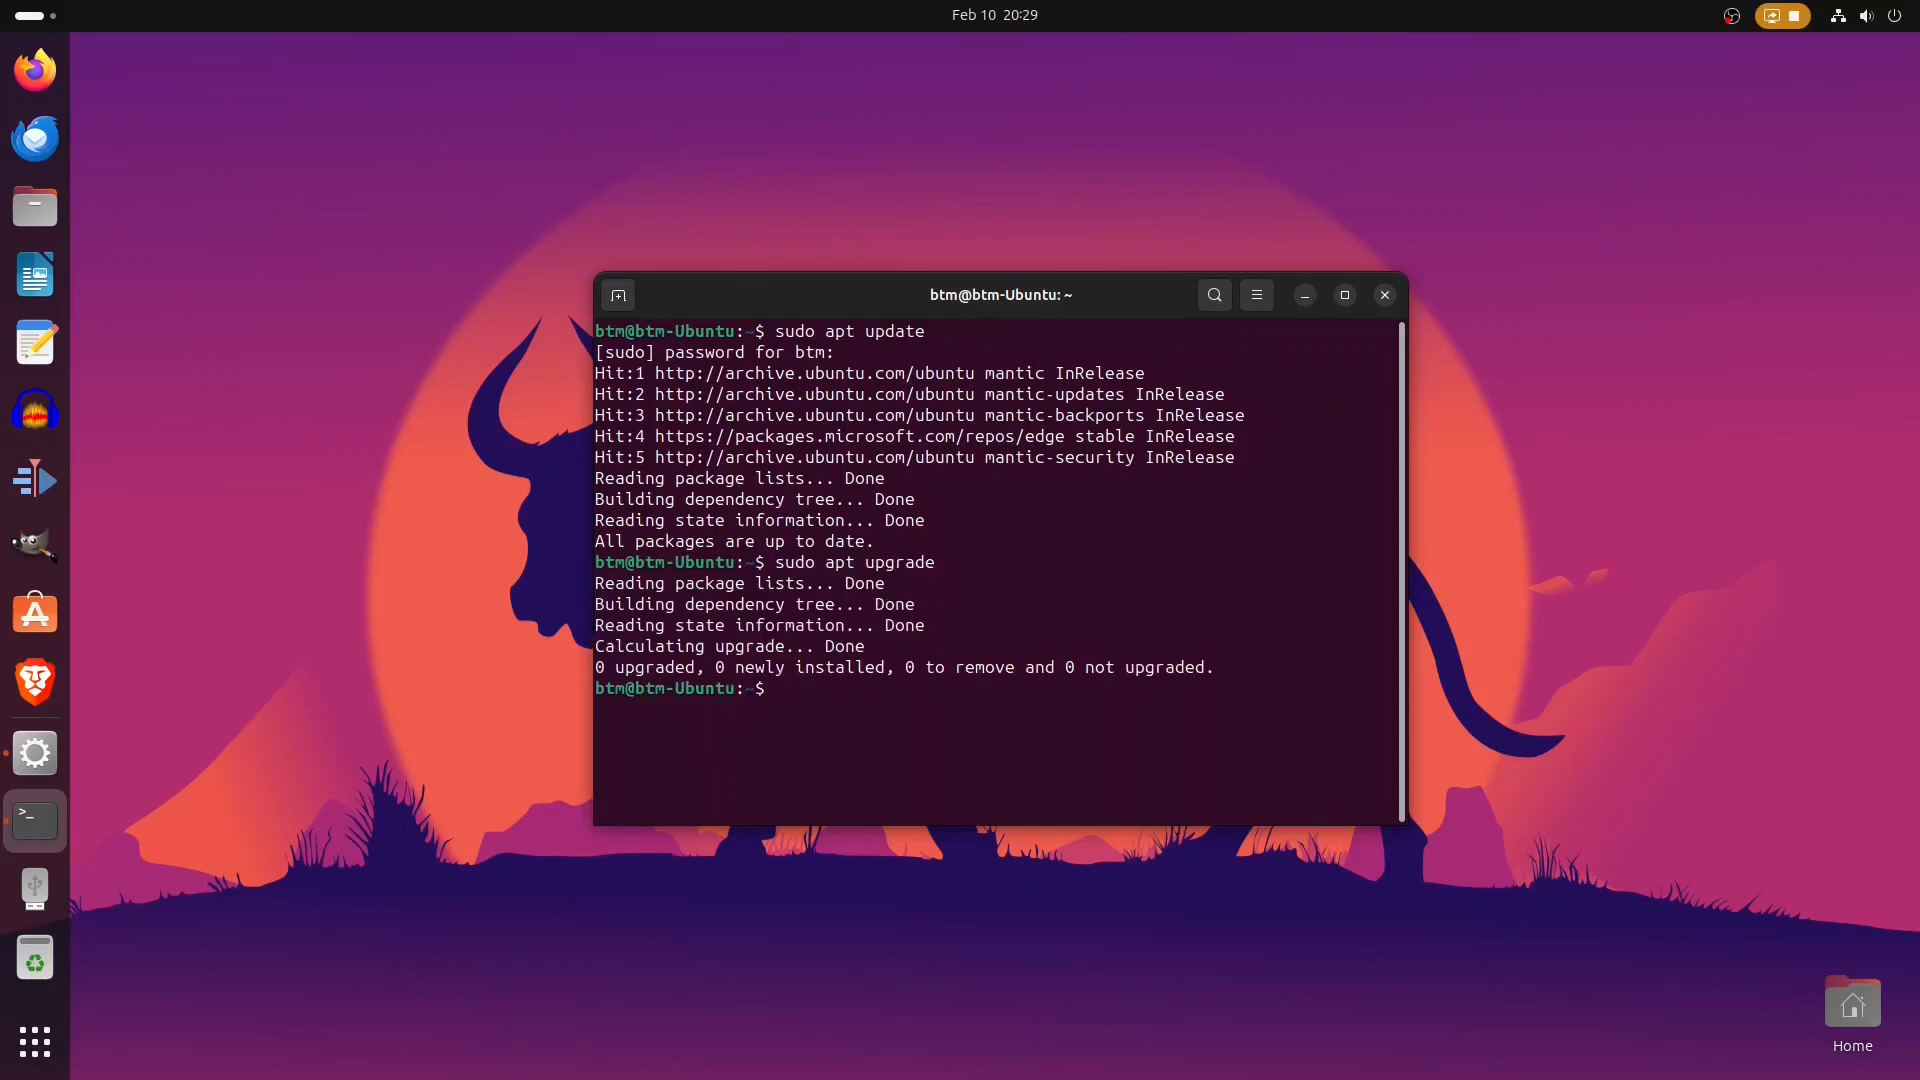 Feb 10 20:29
btm@btm-Ubuntu: ~
btm@btm-Ubuntu:~$ sudo apt update
[sudo] password for btm:
Hit:1 http://archive.ubuntu.com/ubuntu mantic InRelease
Hit:2 http://archive.ubuntu.com/ubuntu mantic-updates InRelease
Hit:3 http://archive.ubuntu.com/ubuntu mantic-backports InRelease
Hit:4 https://packages.microsoft.com/repos/edge stable InRelease
Hit:5 http://archive.ubuntu.com/ubuntu mantic-security InRelease
Reading package lists... Done
Building dependency tree... Done
Reading state information... Done
All packages are up to date.
btm@btm-Ubuntu:~$ sudo apt upgrade
Reading package lists... Done
Building dependency tree... Done
Reading state information... Done
Calculating upgrade... Done
0 upgraded, 0 newly installed, 0 to remove and 0 not upgraded.
btm@btm-Ubuntu:~$
Home